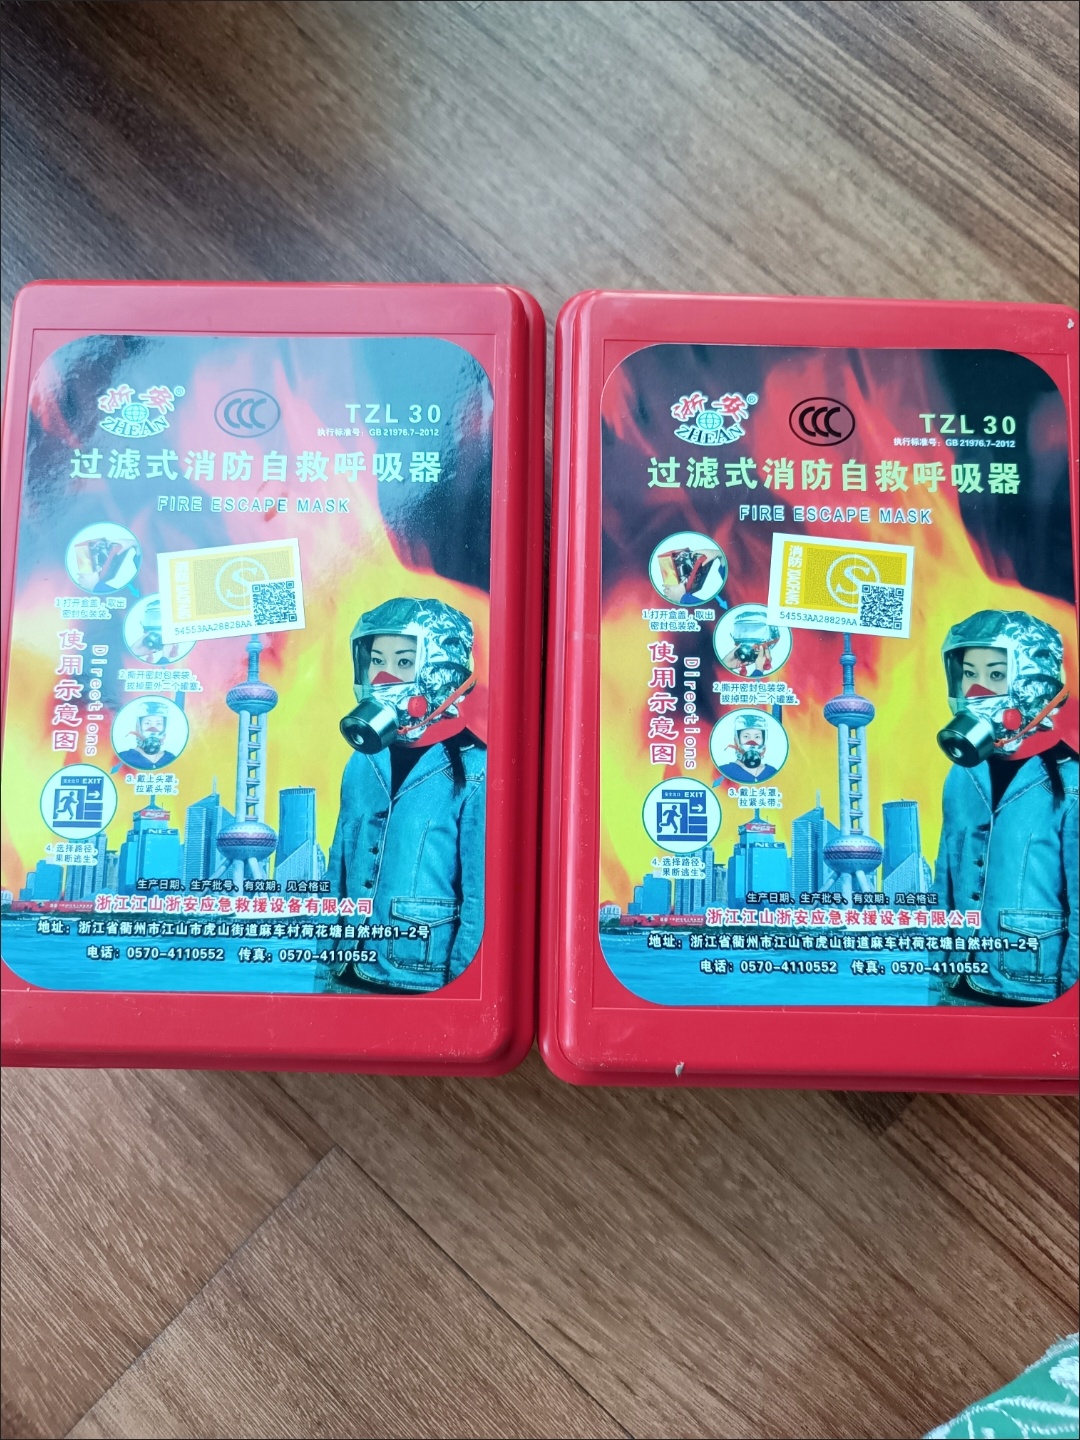 浙安®
ZHEAN
CCC
TZL 30
执行标准号：GB 21976.7-2012
过滤式消防自救呼吸器
FIRE ESCAPE MASK
S
54553AA28828AA
1.打开盒盖，取出
密封包装袋。
2.撕开密封包装袋，
拔掉里外二个罐塞。
使用示意图
Directions
3.戴上头罩，
拉紧头带。
EXIT
4.选择路径，
果断逃生。
NEC
生产日期、生产批号、有效期：见合格证
浙江江山浙安应急救援设备有限公司
地址：浙江省衢州市江山市虎山街道麻车村荷花塘自然村61-2号
电话：0570-4110552 传真：0570-4110552
浙安®
ZHEAN
CCC
TZL 30
执行标准号：GB 21976.7-2012
过滤式消防自救呼吸器
FIRE ESCAPE MASK
消防 XIAOFANG
S
54553AA28829AA
1.打开盒盖，取出
密封包装袋。
2.撕开密封包装袋，
拔掉里外二个罐塞。
使用示意图
Directions
3.戴上头罩，
拉紧头带。
EXIT
4.选择路径，
果断逃生。
生产日期、生产批号、有效期：见合格证
浙江江山浙安应急救援设备有限公司
地址：浙江省衢州市江山市虎山街道麻车村荷花塘自然村61-2号
电话：0570-4110552 传真：0570-4110552